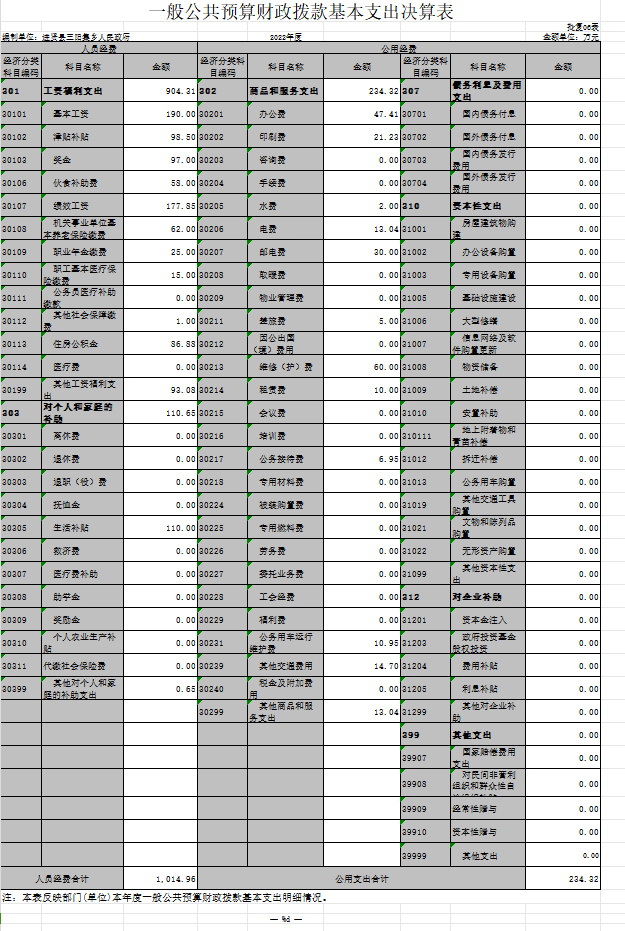 一般公共预算财政拨款基本支出决算表
批复06表
编制单位：进贤县三阳集乡人民政府 2022年度 金额单位：万元
人员经费 公用经费
经济分类科目编码 科目名称 金额 经济分类科目编码 科目名称 金额 经济分类科目编码 科目名称 金额
301 工资福利支出 904.31 302 商品和服务支出 234.32 307 债务利息及费用支出 0.00
30101 基本工资 190.00 30201 办公费 47.41 30701 国内债务付息 0.00
30102 津贴补贴 98.50 30202 印刷费 21.23 30702 国外债务付息 0.00
30103 奖金 97.00 30203 咨询费 0.00 30703 国内债务发行费用 0.00
30106 伙食补助费 58.00 30204 手续费 0.00 30704 国外债务发行费用 0.00
30107 绩效工资 177.85 30205 水费 2.00 310 资本性支出 0.00
30108 机关事业单位基本养老保险缴费 62.00 30206 电费 13.04 31001 房屋建筑物购建 0.00
30109 职业年金缴费 25.00 30207 邮电费 30.00 31002 办公设备购置 0.00
30110 职工基本医疗保险缴费 15.00 30208 取暖费 0.00 31003 专用设备购置 0.00
30111 公务员医疗补助缴款 0.00 30209 物业管理费 0.00 31005 基础设施建设 0.00
30112 其他社会保障缴费 1.00 30211 差旅费 5.00 31006 大型修缮 0.00
30113 住房公积金 86.88 30212 因公出国（境）费用 0.00 31007 信息网络及软件购置更新 0.00
30114 医疗费 0.00 30213 维修（护）费 60.00 31008 物资储备 0.00
30199 其他工资福利支出 93.08 30214 租赁费 10.00 31009 土地补偿 0.00
303 对个人和家庭的补助 110.65 30215 会议费 0.00 31010 安置补助 0.00
30301 离休费 0.00 30216 培训费 0.00 310111 地上附着物和青苗补偿 0.00
30302 退休费 0.00 30217 公务接待费 6.95 31012 拆迁补偿 0.00
30303 退职（役）费 0.00 30218 专用材料费 0.00 31013 公务用车购置 0.00
30304 抚恤金 0.00 30224 被装购置费 0.00 31019 其他交通工具购置 0.00
30305 生活补贴 110.00 30225 专用燃料费 0.00 31021 文物和陈列品购置 0.00
30306 救济费 0.00 30226 劳务费 0.00 31022 无形资产购置 0.00
30307 医疗费补助 0.00 30227 委托业务费 0.00 31099 其他资本性支出 0.00
30308 助学金 0.00 30228 工会经费 0.00 312 对企业补助 0.00
30309 奖励金 0.00 30229 福利费 0.00 31201 资本金注入 0.00
30310 个人农业生产补贴 0.00 30231 公务用车运行维护费 10.95 31203 政府投资基金股权投资 0.00
30311 代缴社会保险费 0.00 30239 其他交通费用 14.70 31204 费用补贴 0.00
30399 其他对个人和家庭的补助支出 0.65 30240 税金及附加费用 0.00 31205 利息补贴 0.00
30299 其他商品和服务支出 13.04 31299 其他对企业补助 0.00
399 其他支出 0.00
39907 国家赔偿费用支出 0.00
39908 对民间非营利组织和群众性自 0.00
39909 经常性赠与 0.00
39910 资本性赠与 0.00
39999 其他支出 0.00
人员经费合计 1,014.96 公用支出合计 234.32
注：本表反映部门(单位)本年度一般公共预算财政拨款基本支出明细情况。
— %d —